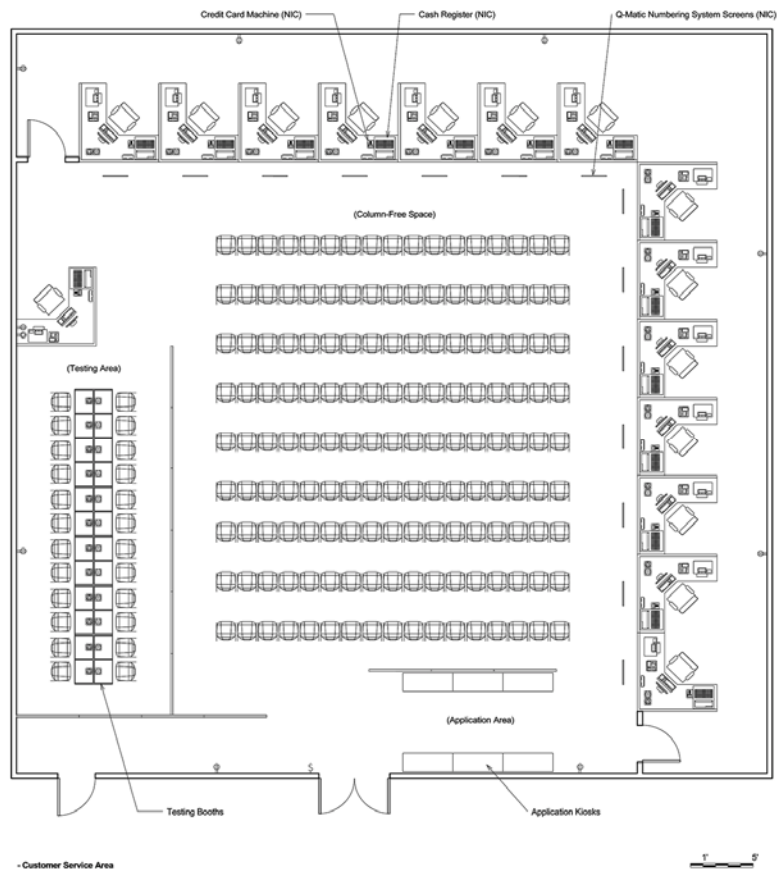 Credit Card Machine (NIC)
Cash Register (NIC)
Q-Matic Numbering System Screens (NIC)
(Column-Free Space)
(Testing Area)
(Application Area)
S
Testing Booths
Application Kiosks
- Customer Service Area
1' 5'